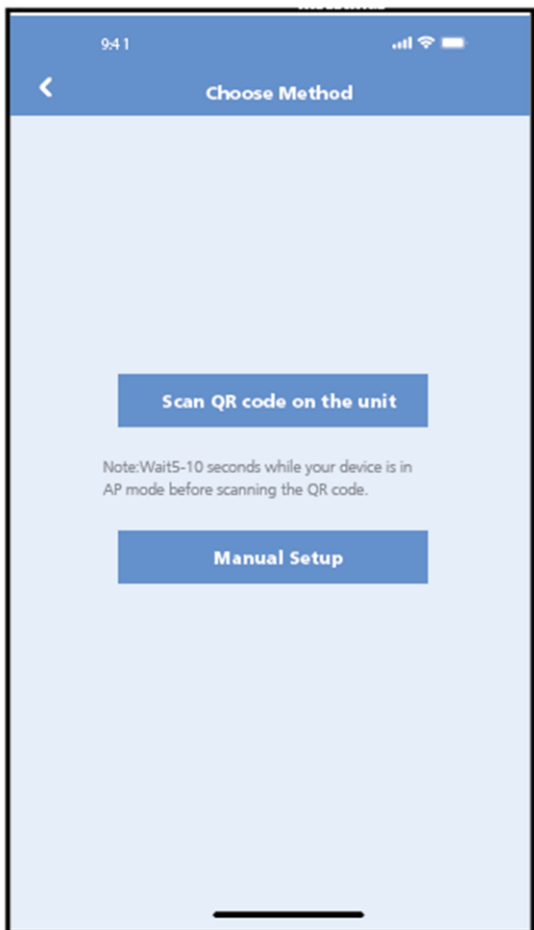 9:41
Choose Method
Scan QR code on the unit
Note:Wait5-10 seconds while your device is in
AP mode before scanning the QR code.
Manual Setup